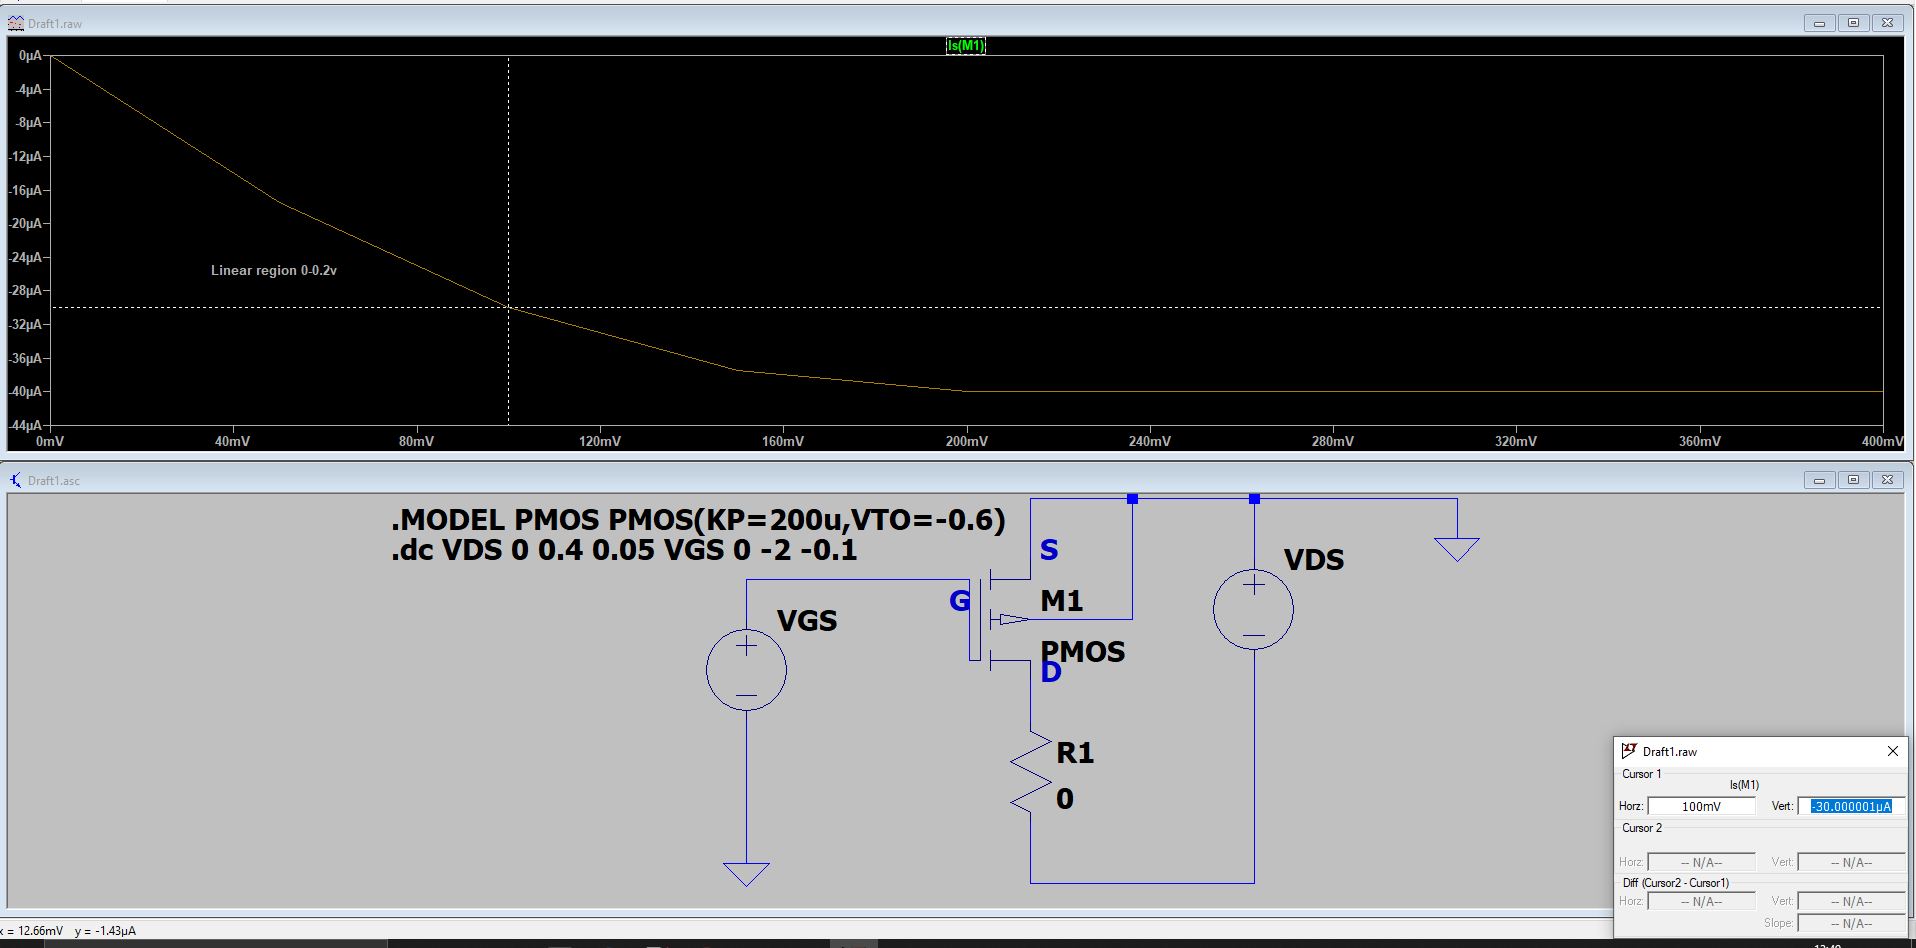 Draft1.raw
Is(M1)
0µA
-4µA
-8µA
-12µA
-16µA
-20µA
-24µA
-28µA
-32µA
-36µA
-40µA
-44µA
Linear region 0-0.2v
0mV 40mV 80mV 120mV 160mV 200mV 240mV 280mV 320mV 360mV 400mV
Draft1.asc
.MODEL PMOS PMOS(KP=200u,VTO=-0.6)
.dc VDS 0 0.4 0.05 VGS 0 -2 -0.1
S
VDS
G
M1
VGS
PMOS
D
R1
0
Draft1.raw
Cursor 1
Is(M1)
Horz: 100mV Vert: -30.000001µA
Cursor 2
Horz: -- N/A-- Vert: -- N/A--
Diff (Cursor2 - Cursor1)
Horz: -- N/A-- Vert: -- N/A--
Slope: -- N/A--
x = 12.66mV y = -1.43µA